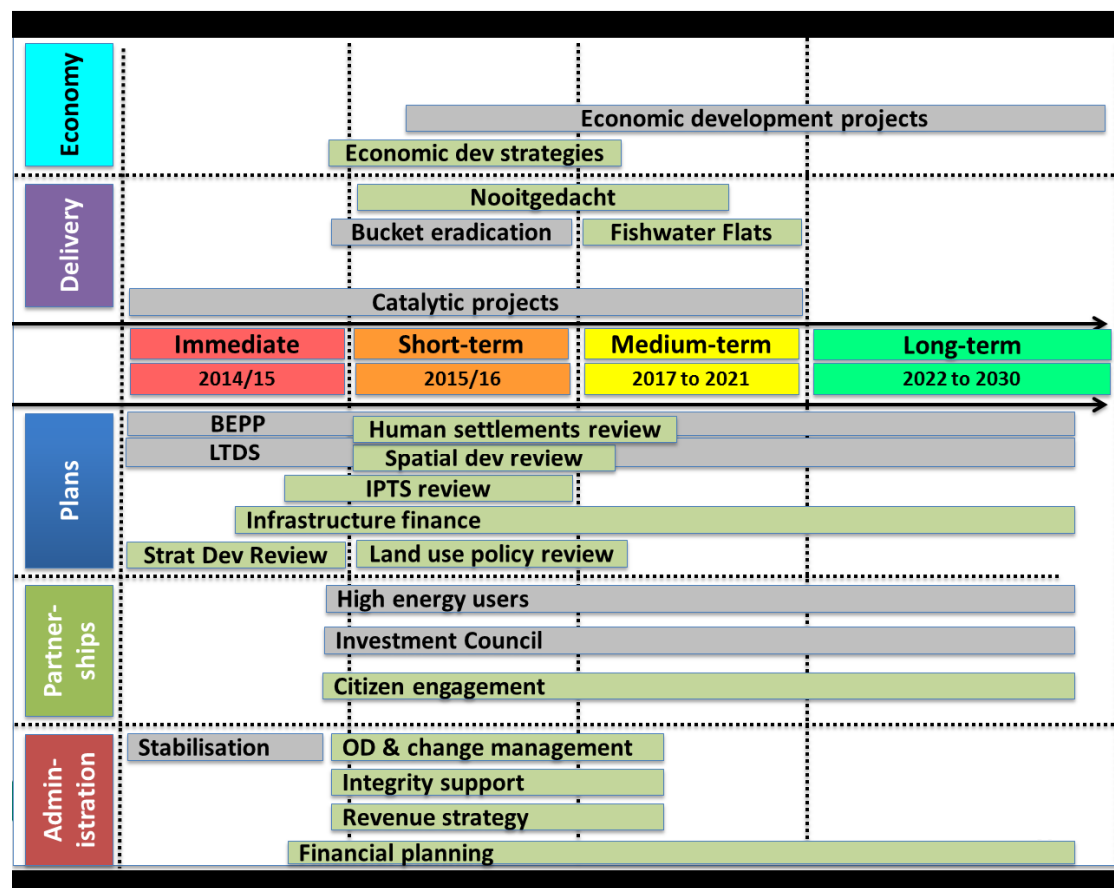 Economy
Economic development projects
Economic dev strategies
Delivery
Nooitgedacht
Bucket eradication
Fishwater Flats
Catalytic projects
Immediate
Short-term
Medium-term
Long-term
2014/15
2015/16
2017 to 2021
2022 to 2030
Plans
BEPP
Human settlements review
LTDS
Spatial dev review
IPTS review
Infrastructure finance
Strat Dev Review
Land use policy review
Partner-
ships
High energy users
Investment Council
Citizen engagement
Admin-
istration
Stabilisation
OD & change management
Integrity support
Revenue strategy
Financial planning